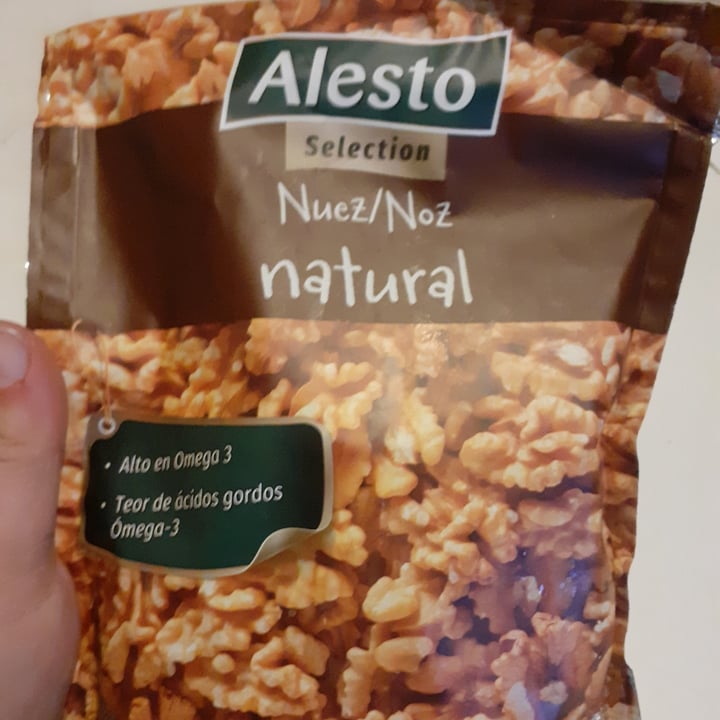 Alesto
Selection
Nuez/Noz
natural
• Alto en Omega 3
• Teor de ácidos gordos
Ómega-3